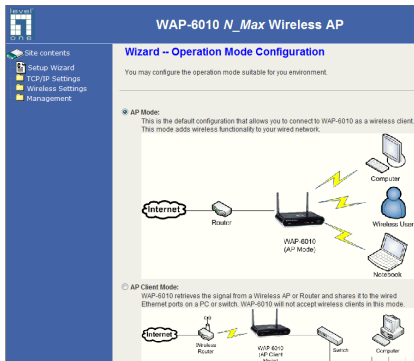 level
one
WAP-6010 N_Max Wireless AP
Site contents
Setup Wizard
TCP/IP Settings
Wireless Settings
Management
Wizard -- Operation Mode Configuration
You may configure the operation mode suitable for you environment.
AP Mode:
This is the default configuration that allows you to connect to WAP-6010 as a wireless client.
This mode adds wireless functionality to your wired network.
Internet
Router
WAP-6010
(AP Mode)
Computer
Wireless User
Notebook
AP Client Mode:
WAP-6010 retrieves the signal from a Wireless AP or Router and shares it to the wired
Ethernet ports on a PC or switch. WAP-6010 will not accept wireless clients in this mode.
Internet
Wireless
Router
WAP-6010
(AP Client
Switch
Computer